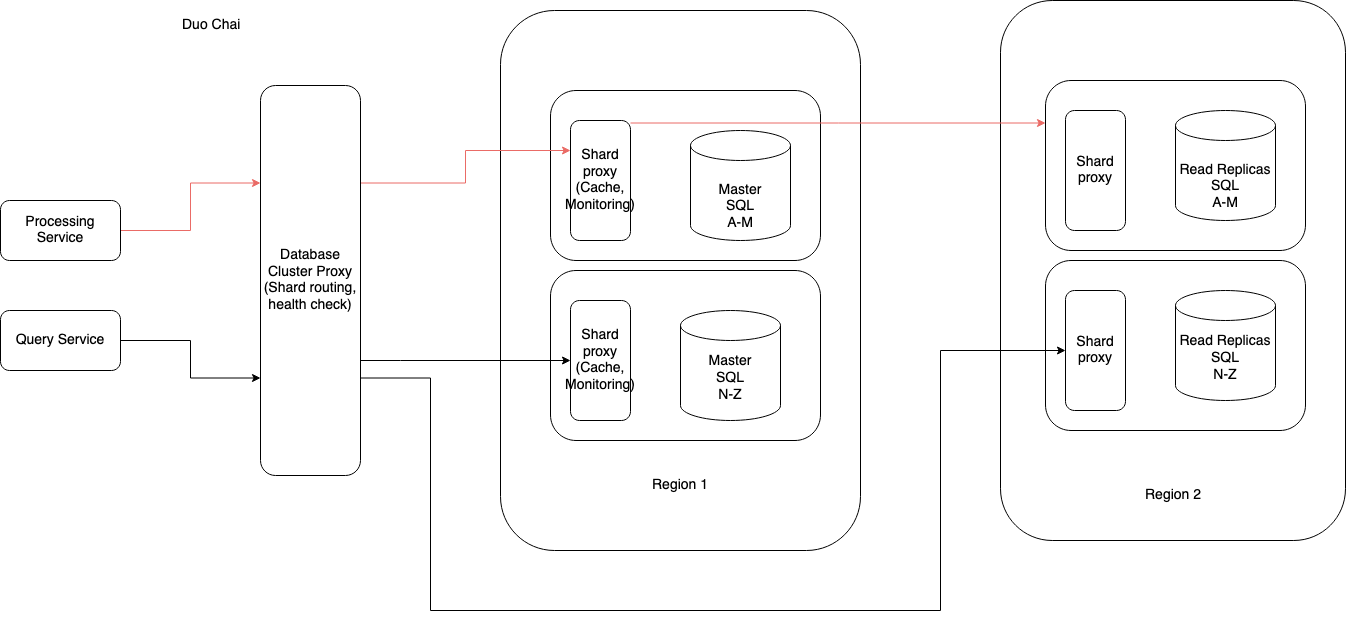 Duo Chai
Processing
Service
Query Service
Database
Cluster Proxy
(Shard routing,
health check)
Shard
proxy
(Cache,
Monitoring)
Master
SQL
A-M
Shard
proxy
(Cache,
Monitoring)
Master
SQL
N-Z
Region 1
Shard
proxy
Read Replicas
SQL
A-M
Shard
proxy
Read Replicas
SQL
N-Z
Region 2